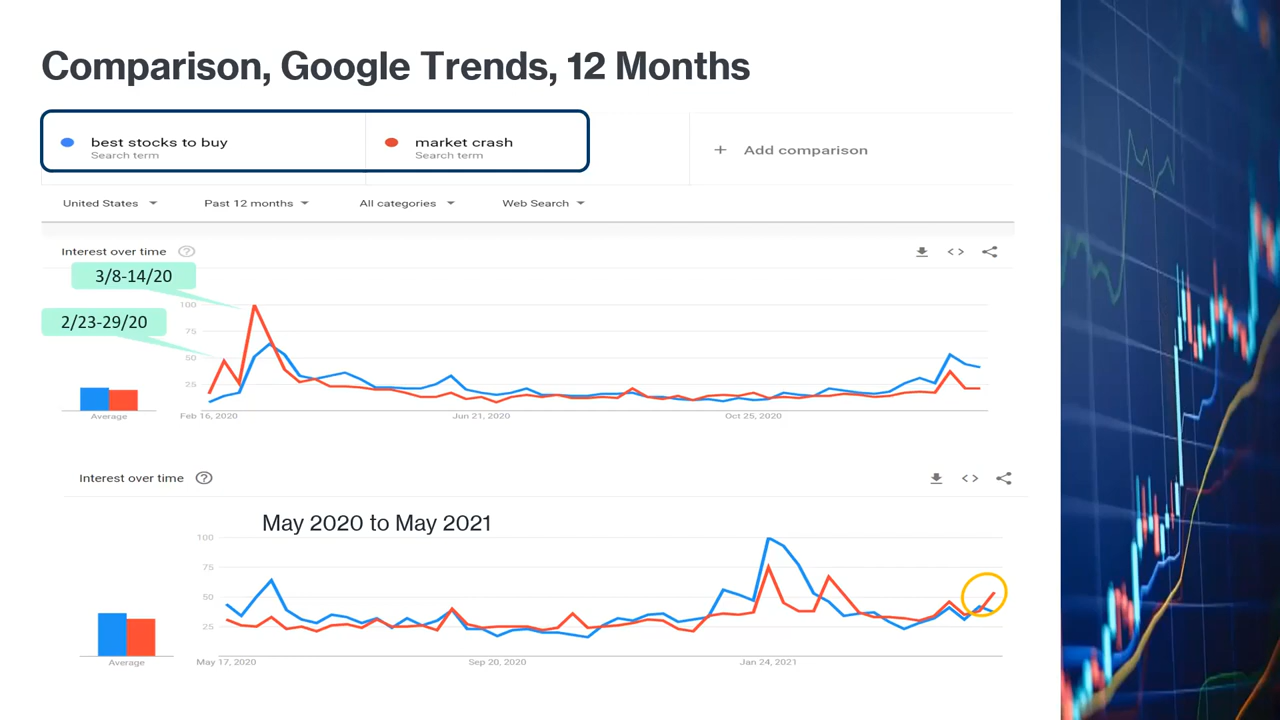 Comparison, Google Trends, 12 Months
best stocks to buy
Search term
market crash
Search term
+ Add comparison
United States
Past 12 months
All categories
Web Search
Interest over time ?
<>
3/8-14/20
2/23-29/20
100
75
50
25
Average
Feb 16, 2020
Jun 21, 2020
Oct 25, 2020
Interest over time ?
<>
May 2020 to May 2021
100
75
50
25
Average
May 17, 2020
Sep 20, 2020
Jan 24, 2021